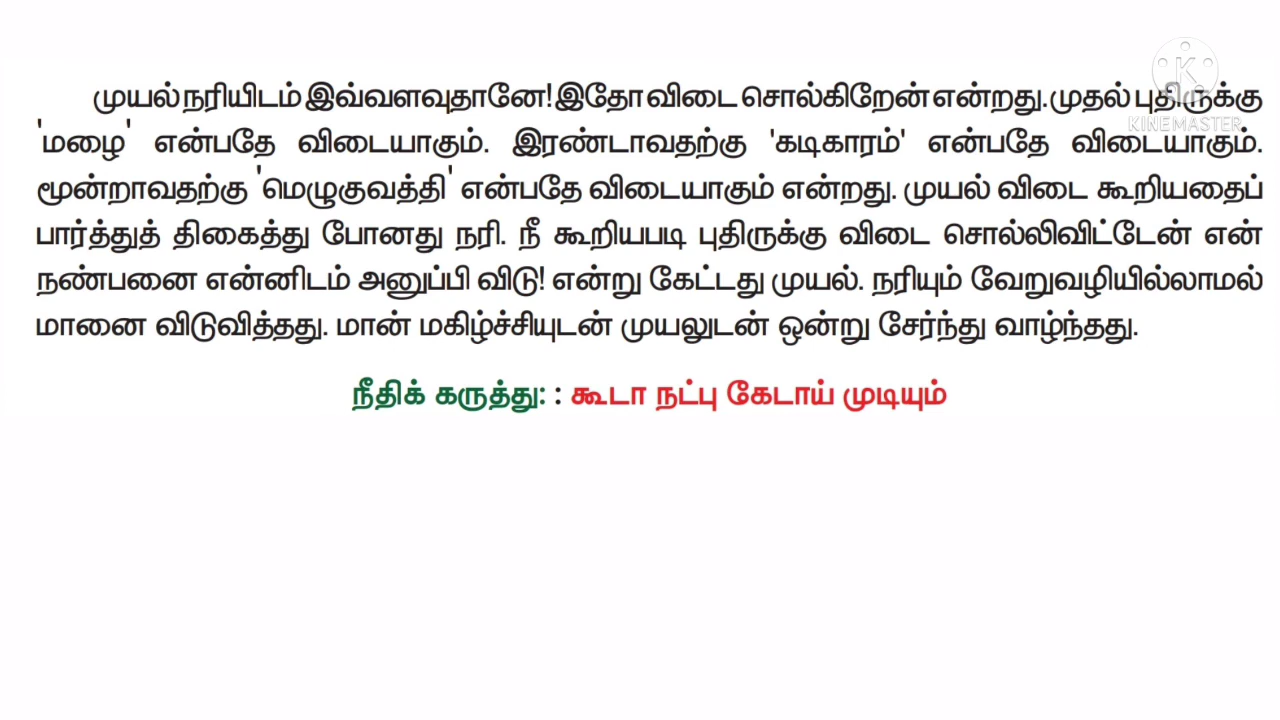 KINEMASTER
முயல் நரியிடம் இவ்வளவுதானே! இதோ விடை சொல்கிறேன் என்றது. முதல் புதிருக்கு
'மழை' என்பதே விடையாகும். இரண்டாவதற்கு 'கடிகாரம்' என்பதே விடையாகும்.
மூன்றாவதற்கு 'மெழுகுவத்தி' என்பதே விடையாகும் என்றது. முயல் விடை கூறியதைப்
பார்த்துத் திகைத்து போனது நரி. நீ கூறியபடி புதிருக்கு விடை சொல்லிவிட்டேன் என்
நண்பனை என்னிடம் அனுப்பி விடு! என்று கேட்டது முயல். நரியும் வேறுவழியில்லாமல்
மானை விடுவித்தது. மான் மகிழ்ச்சியுடன் முயலுடன் ஒன்று சேர்ந்து வாழ்ந்தது.
நீதிக் கருத்து: : கூடா நட்பு கேடாய் முடியும்